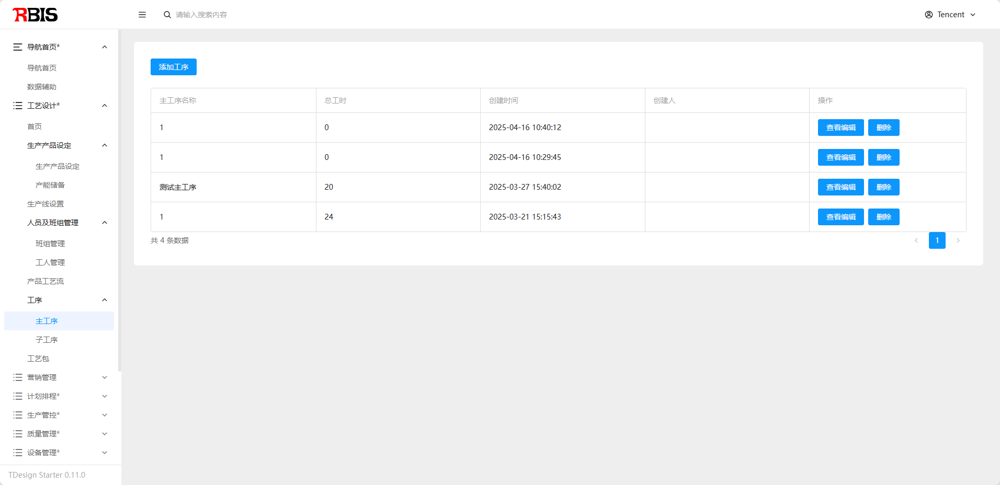 RBIS
请输入搜索内容
Tencent
导航首页*
导航首页
数据辅助
工艺设计*
首页
生产产品设定
生产产品设定
产能储备
生产线设置
人员及班组管理
班组管理
工人管理
产品工艺流
工序
主工序
子工序
工艺包
营销管理
计划排程*
生产管控*
质量管理*
设备管理*
TDesign Starter 0.11.0
添加工序
主工序名称 总工时 创建时间 创建人 操作
1 0 2025-04-16 10:40:12 查看编辑 删除
1 0 2025-04-16 10:29:45 查看编辑 删除
测试主工序 20 2025-03-27 15:40:02 查看编辑 删除
1 24 2025-03-21 15:15:43 查看编辑 删除
共 4 条数据 1